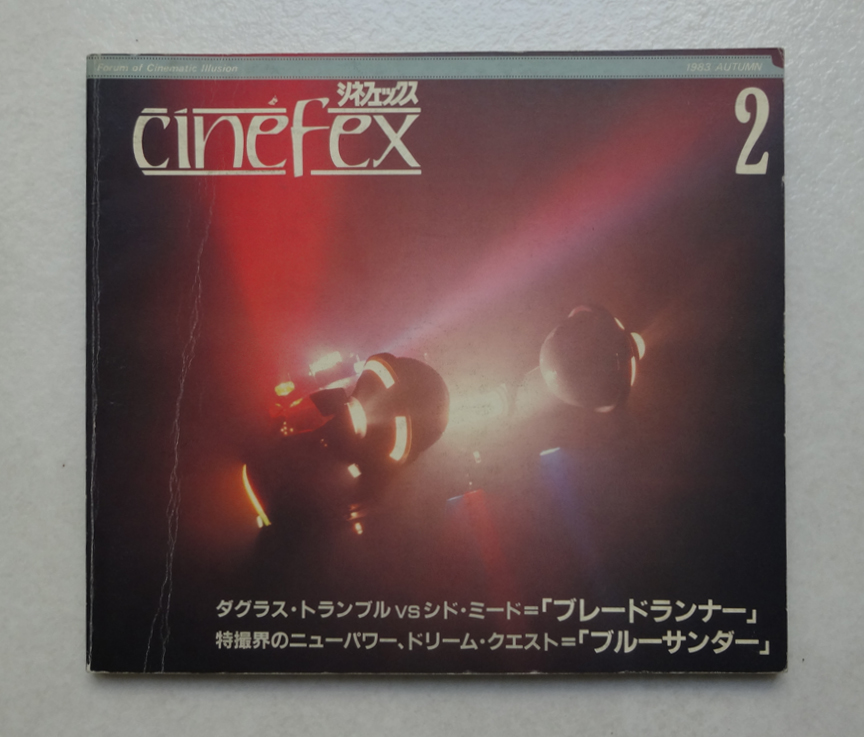 Forum of Cinematic Illusion
1983 AUTUMN
シネフェックス
cinéfex
2
ダグラス・トランブル vs シド・ミード=「ブレードランナー」
特撮界のニューパワー、ドリーム・クエスト=「ブルーサンダー」